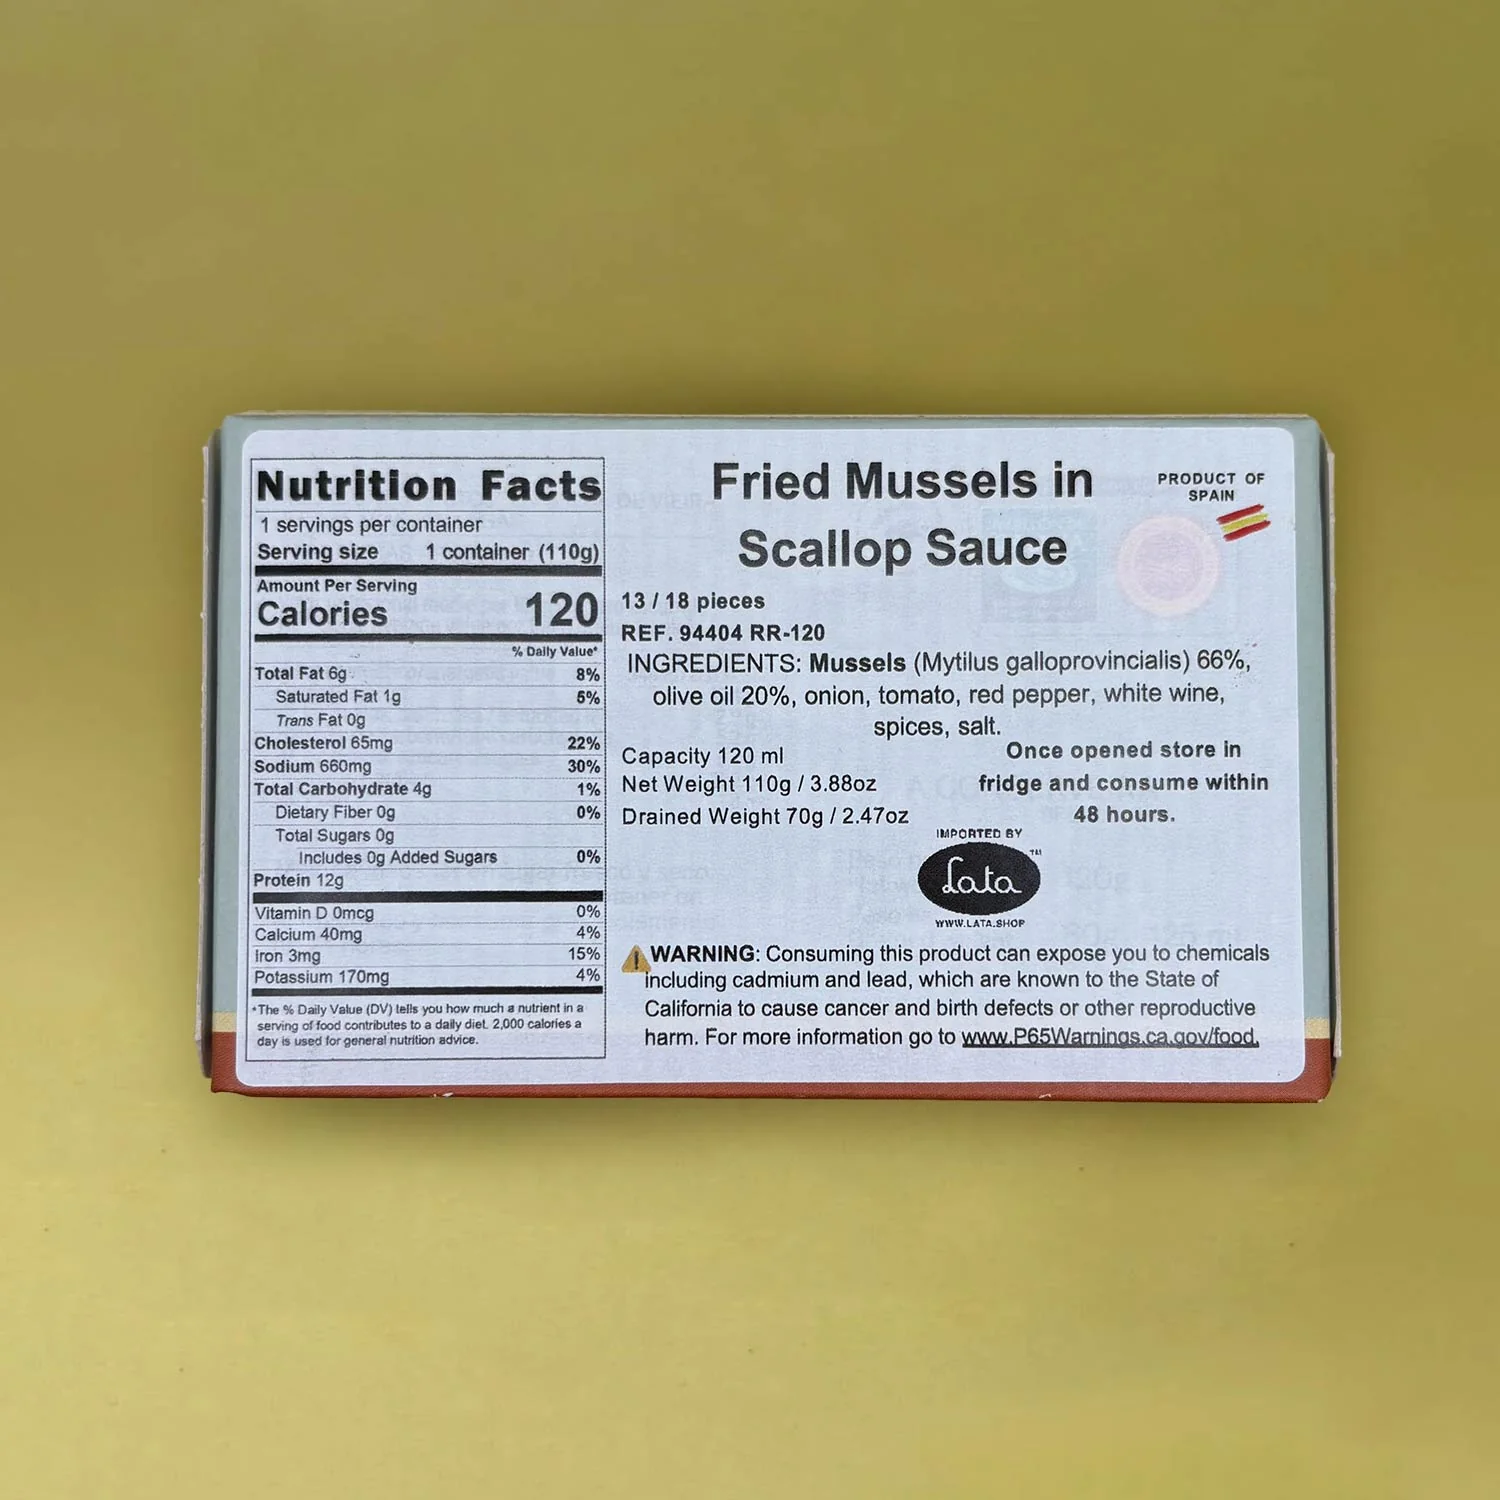 Nutrition Facts
1 servings per container
Serving size 1 container (110g)
Amount Per Serving
Calories 120
% Daily Value*
Total Fat 6g 8%
Saturated Fat 1g 5%
Trans Fat 0g
Cholesterol 65mg 22%
Sodium 660mg 30%
Total Carbohydrate 4g 1%
Dietary Fiber 0g 0%
Total Sugars 0g
Includes 0g Added Sugars 0%
Protein 12g
Vitamin D 0mcg 0%
Calcium 40mg 4%
Iron 3mg 15%
Potassium 170mg 4%
*The % Daily Value (DV) tells you how much a nutrient in a
serving of food contributes to a daily diet. 2,000 calories a
day is used for general nutrition advice.
Fried Mussels in
Scallop Sauce
PRODUCT OF
SPAIN
13 / 18 pieces
REF. 94404 RR-120
INGREDIENTS: Mussels (Mytilus galloprovincialis) 66%,
olive oil 20%, onion, tomato, red pepper, white wine,
spices, salt.
Capacity 120 ml
Net Weight 110g / 3.88oz
Drained Weight 70g / 2.47oz
Once opened store in
fridge and consume within
48 hours.
IMPORTED BY
Lata™
WWW.LATA.SHOP
WARNING: Consuming this product can expose you to chemicals
including cadmium and lead, which are known to the State of
California to cause cancer and birth defects or other reproductive
harm. For more information go to www.P65Warnings.ca.gov/food.